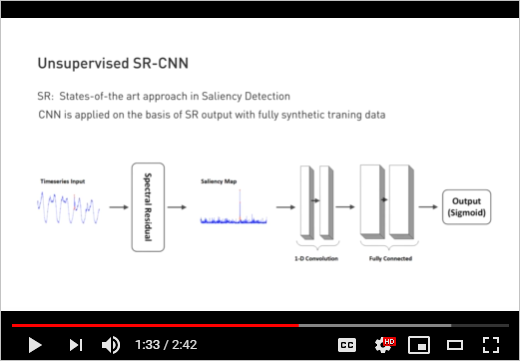 Unsupervised SR-CNN
SR: States-of-the art approach in Saliency Detection
CNN is applied on the basis of SR output with fully synthetic traning data
Timeseries Input
Spectral Residual
Saliency Map
1-D Convolution
Fully Connected
Output
(Sigmoid)
1:33 / 2:42
CC
HD